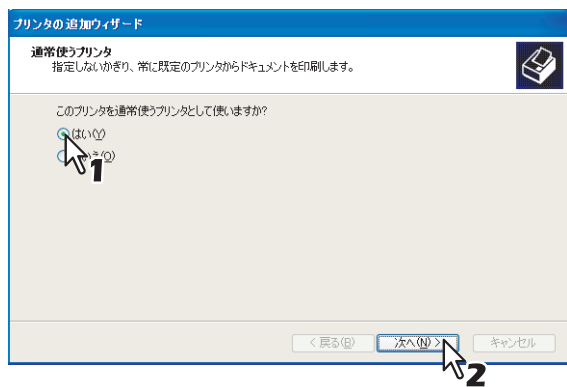 プリンタの追加ウィザード
通常使うプリンタ
指定しないかぎり、常に既定のプリンタからドキュメントを印刷します。
このプリンタを通常使うプリンタとして使いますか?
はい(Y)
(O)
1
< 戻る(B)
次へ(N) >
キャンセル
2